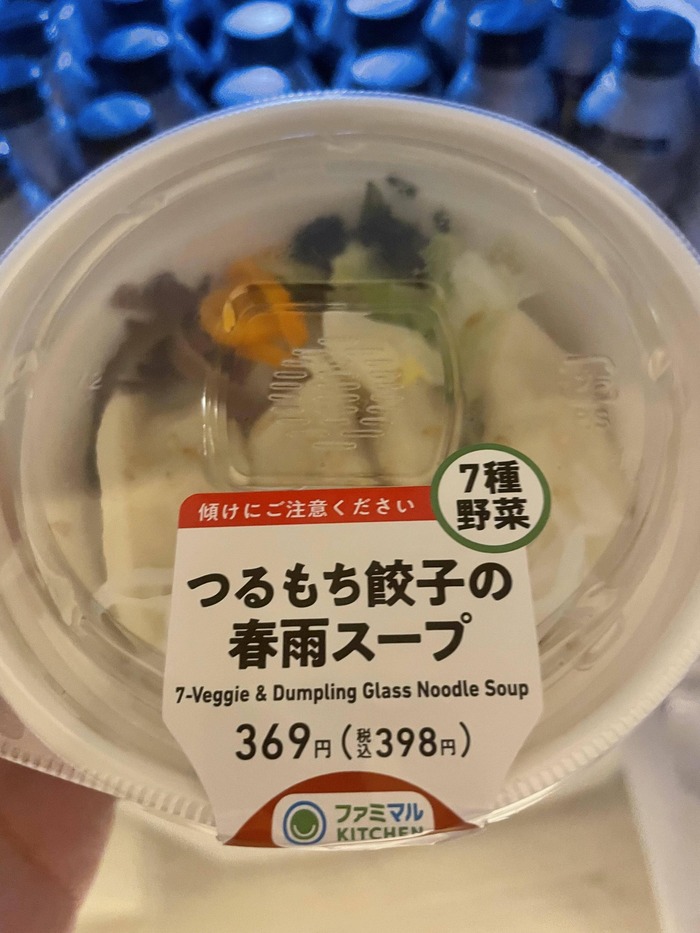 傾けにご注意ください
7種
野菜
つるもち餃子の
春雨スープ
7-Veggie & Dumpling Glass Noodle Soup
369円(税込398円)
ファミマル
KITCHEN